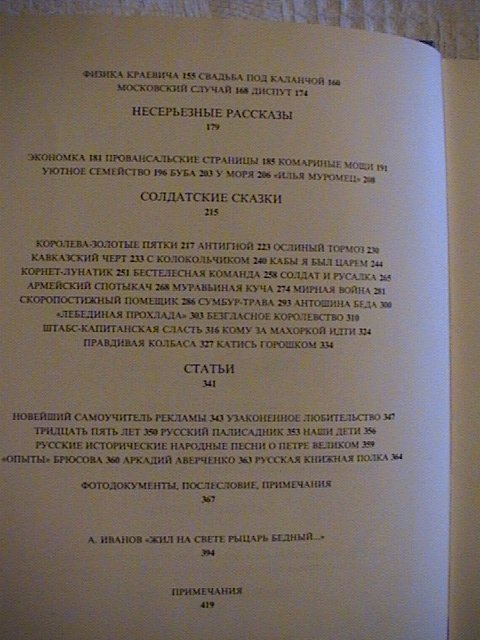 ФИЗИКА КРАЕВИЧА 155 СВАДЬБА ПОД КАЛАНЧОЙ 160
МОСКОВСКИЙ СЛУЧАЙ 168 ДИСПУТ 174
НЕСЕРЬЕЗНЫЕ РАССКАЗЫ
179
ЭКОНОМКА 181 ПРОВАНСАЛЬСКИЕ СТРАНИЦЫ 185 КОМАРИНЫЕ МОЩИ 191
УЮТНОЕ СЕМЕЙСТВО 196 БУБА 203 У МОРЯ 206 «ИЛЬЯ МУРОМЕЦ» 208
СОЛДАТСКИЕ СКАЗКИ
215
КОРОЛЕВА-ЗОЛОТЫЕ ПЯТКИ 217 АНТИГНОЙ 223 ОСЛИНЫЙ ТОРМОЗ 230
КАВКАЗСКИЙ ЧЕРТ 233 С КОЛОКОЛЬЧИКОМ 240 КАБЫ Я БЫЛ ЦАРЕМ 244
КОРНЕТ-ЛУНАТИК 251 БЕСТЕЛЕСНАЯ КОМАНДА 258 СОЛДАТ И РУСАЛКА 265
АРМЕЙСКИЙ СПОТЫКАЧ 268 МУРАВЬИНАЯ КУЧА 274 МИРНАЯ ВОЙНА 281
СКОРОПОСТИЖНЫЙ ПОМЕЩИК 286 СУМБУР-ТРАВА 293 АНТОШИНА БЕДА 300
«ЛЕБЕДИНАЯ ПРОХЛАДА» 303 БЕЗГЛАСНОЕ КОРОЛЕВСТВО 310
ШТАБС-КАПИТАНСКАЯ СЛАСТЬ 316 КОМУ ЗА МАХОРКОЙ ИДТИ 324
ПРАВДИВАЯ КОЛБАСА 327 КАТИСЬ ГОРОШКОМ 334
СТАТЬИ
341
НОВЕЙШИЙ САМОУЧИТЕЛЬ РЕКЛАМЫ 343 УЗАКОНЕННОЕ ЛЮБИТЕЛЬСТВО 347
ТРИДЦАТЬ ПЯТЬ ЛЕТ 350 РУССКИЙ ПАЛИСАДНИК 353 НАШИ ДЕТИ 356
РУССКИЕ ИСТОРИЧЕСКИЕ НАРОДНЫЕ ПЕСНИ О ПЕТРЕ ВЕЛИКОМ 359
«ОПЫТЫ» БРЮСОВА 360 АРКАДИЙ АВЕРЧЕНКО 363 РУССКАЯ КНИЖНАЯ ПОЛКА 364
ФОТОДОКУМЕНТЫ, ПОСЛЕСЛОВИЕ, ПРИМЕЧАНИЯ
367
А. ИВАНОВ «ЖИЛ НА СВЕТЕ РЫЦАРЬ БЕДНЫЙ...»
394
ПРИМЕЧАНИЯ
419